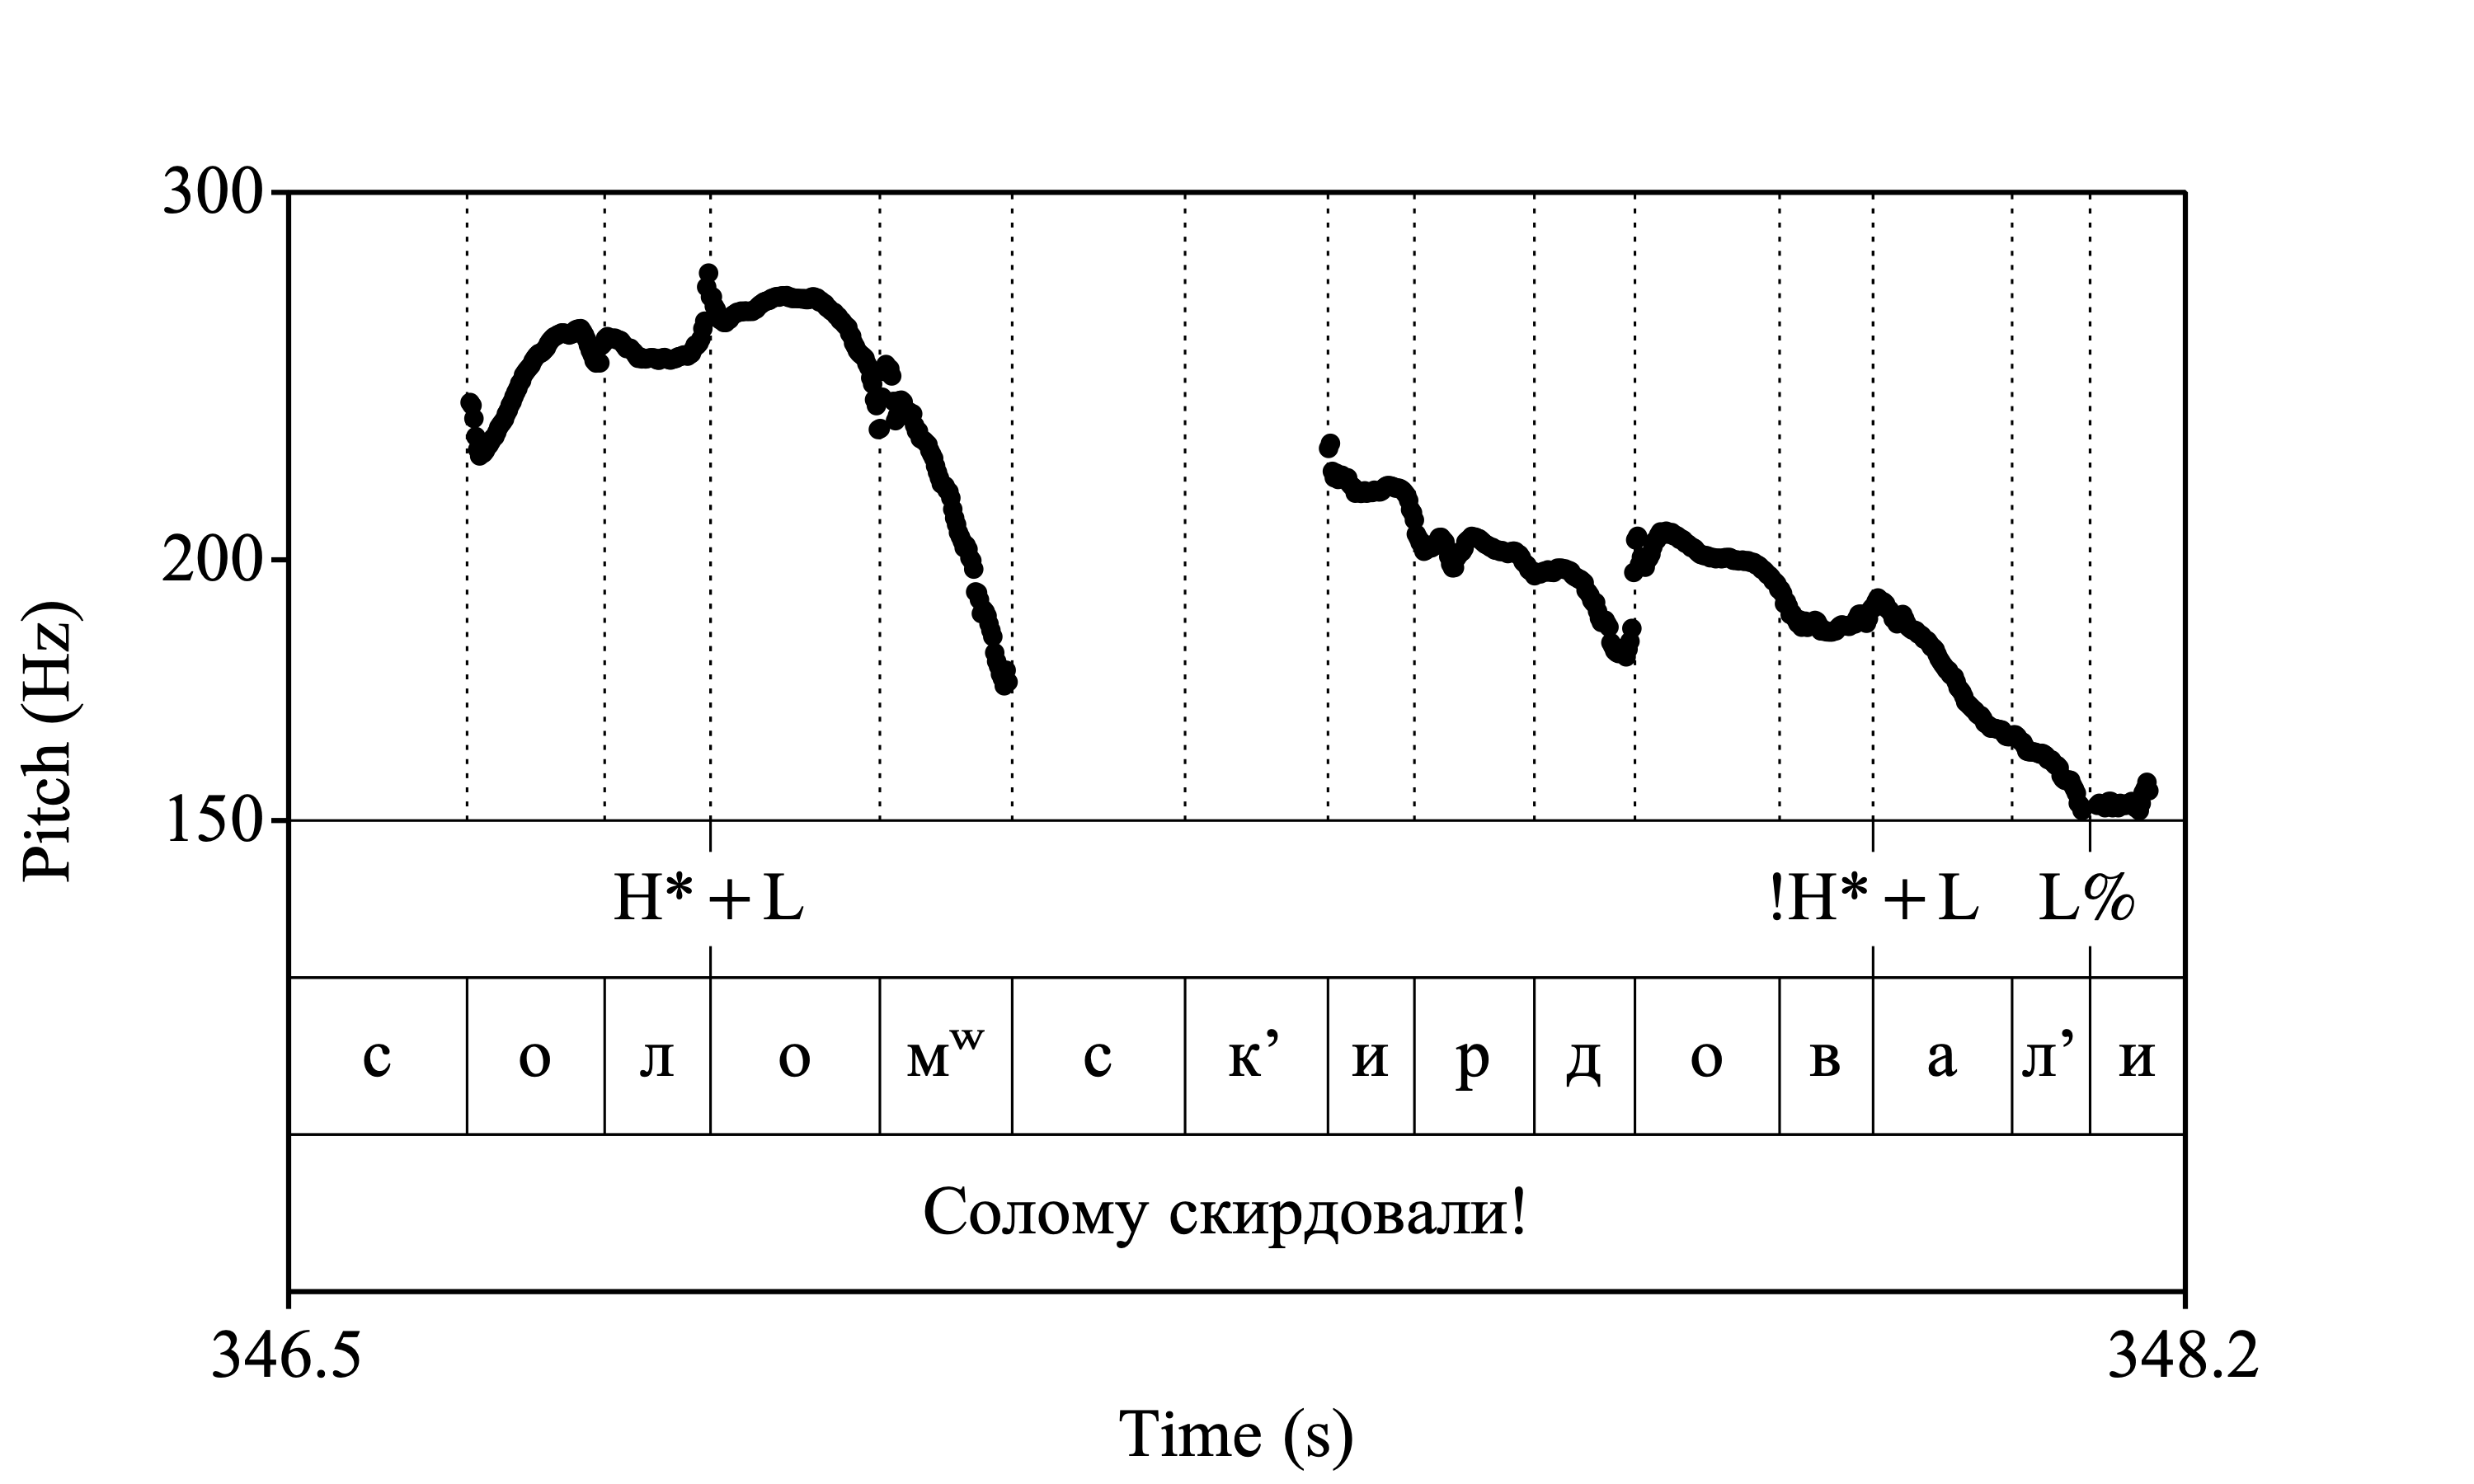 300
200
150
Pitch (Hz)
H* + L !H* + L L%
с о л о мʷ с к’ и р д о в а л’ и
Солому скирдовали!
346.5 348.2
Time (s)